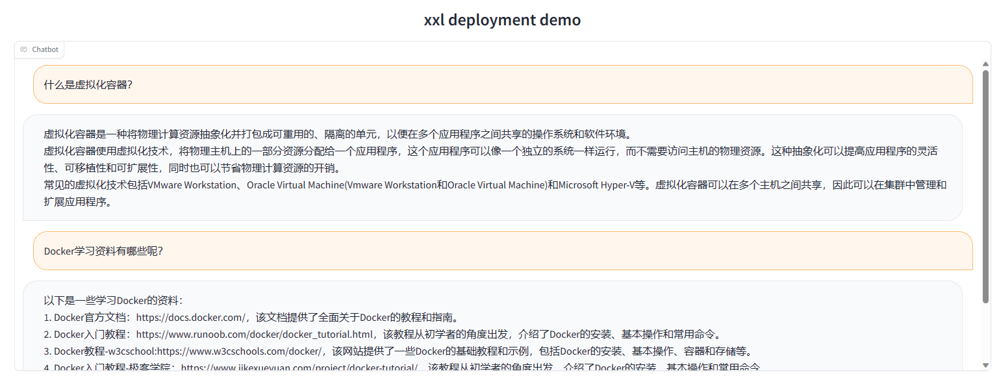 xxl deployment demo
Chatbot
什么是虚拟化容器？
虚拟化容器是一种将物理计算资源抽象化并打包成可重用的、隔离的单元，以便在多个应用程序之间共享的操作系统和软件环境。
虚拟化容器使用虚拟化技术，将物理主机上的一部分资源分配给一个应用程序，这个应用程序可以像一个独立的系统一样运行，而不需要访问主机的物理资源。这种抽象化可以提高应用程序的灵活
性、可移植性和可扩展性，同时也可以节省物理计算资源的开销。
常见的虚拟化技术包括VMware Workstation、Oracle Virtual Machine(Vmware Workstation和Oracle Virtual Machine)和Microsoft Hyper-V等。虚拟化容器可以在多个主机之间共享，因此可以在集群中管理和
扩展应用程序。
Docker学习资料有哪些呢？
以下是一些学习Docker的资料：
1. Docker官方文档：https://docs.docker.com/，该文档提供了全面关于Docker的教程和指南。
2. Docker入门教程：https://www.runoob.com/docker/docker_tutorial.html，该教程从初学者的角度出发，介绍了Docker的安装、基本操作和常用命令。
3. Docker教程-w3cschool:https://www.w3cschools.com/docker/，该网站提供了一些Docker的基础教程和示例，包括Docker的安装、基本操作、容器和存储等。
4. Docker入门教程-极客学院：https://www.jikexueyuan.com/project/docker-tutorial/，该教程从初学者的角度出发，介绍了Docker的安装、基本操作和常用命令